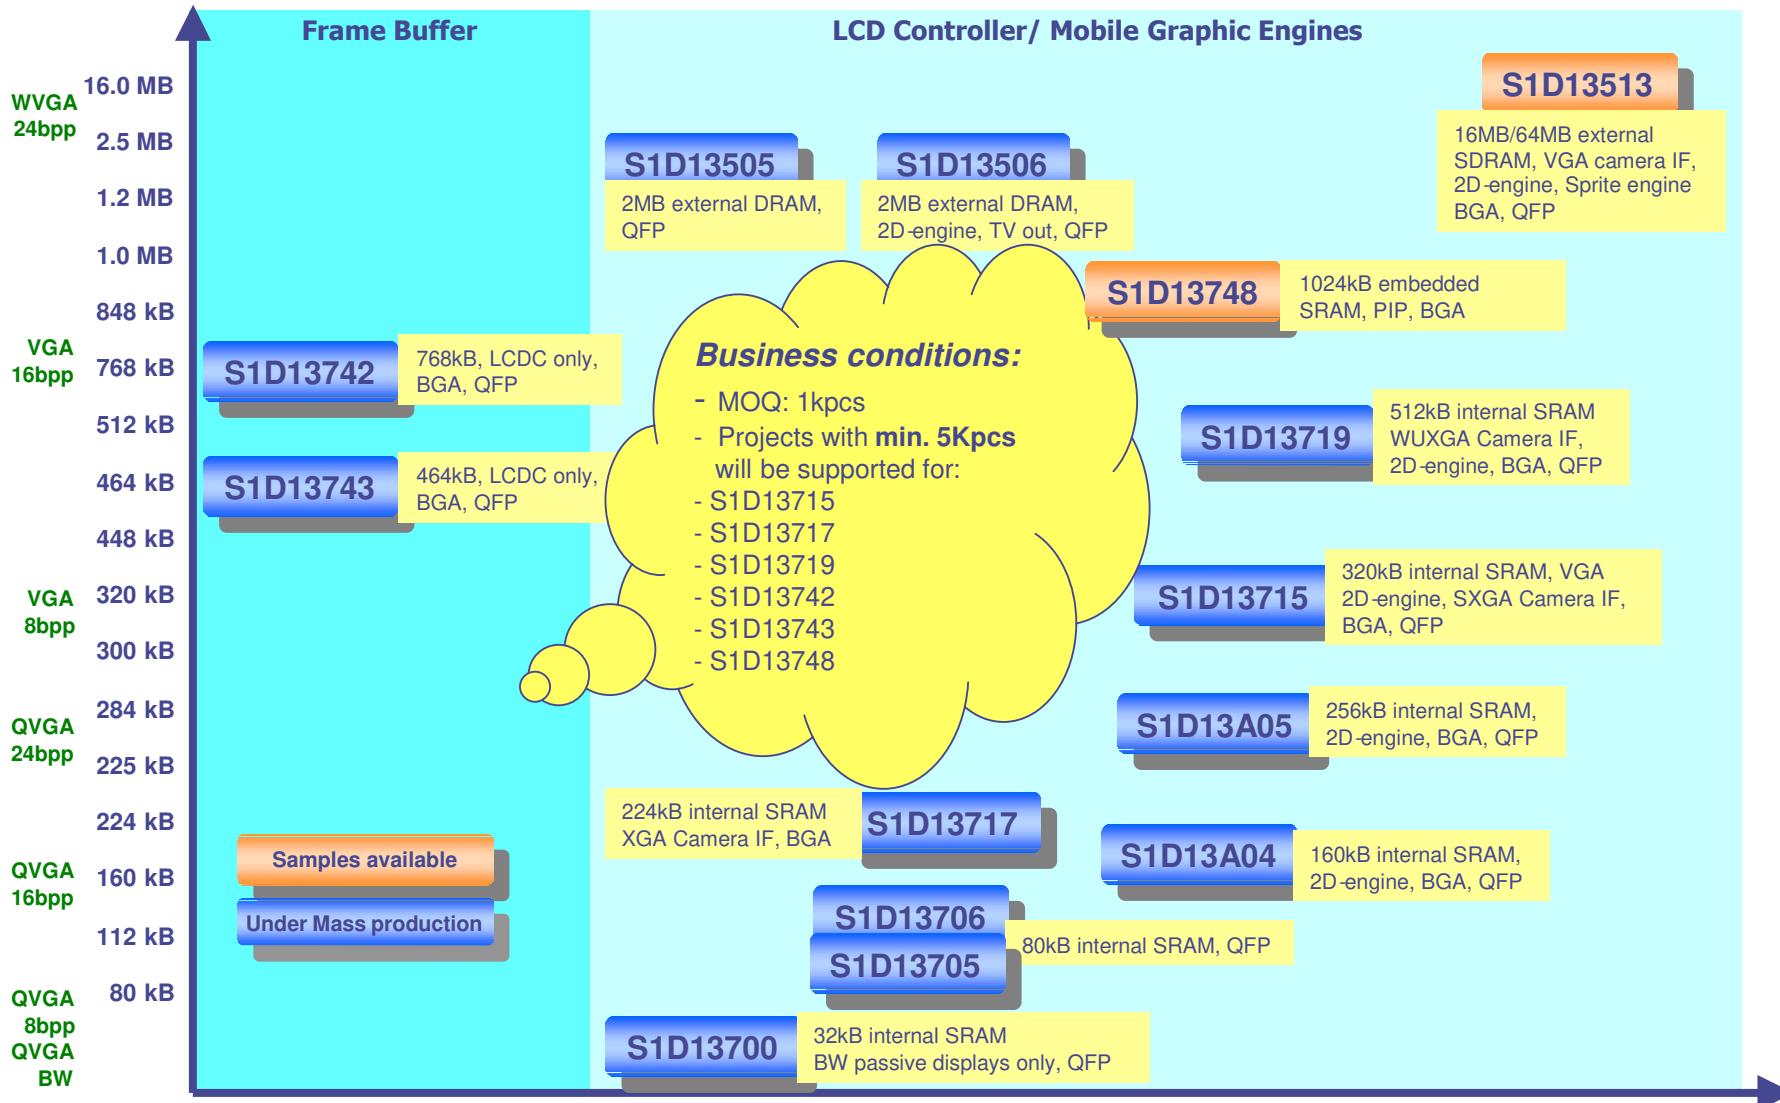 Frame Buffer
LCD Controller/ Mobile Graphic Engines
WVGA
24bpp
VGA
16bpp
VGA
8bpp
QVGA
24bpp
QVGA
16bpp
QVGA
8bpp
QVGA
BW
16.0 MB
2.5 MB
1.2 MB
1.0 MB
848 kB
768 kB
512 kB
464 kB
448 kB
320 kB
300 kB
284 kB
225 kB
224 kB
160 kB
112 kB
80 kB
S1D13513
16MB/64MB external
SDRAM, VGA camera IF,
2D-engine, Sprite engine
BGA, QFP
S1D13505
2MB external DRAM,
QFP
S1D13506
2MB external DRAM,
2D-engine, TV out, QFP
S1D13748
1024kB embedded
SRAM, PIP, BGA
S1D13742
768kB, LCDC only,
BGA, QFP
S1D13743
464kB, LCDC only,
BGA, QFP
Business conditions:
- MOQ: 1kpcs
- Projects with min. 5Kpcs
will be supported for:
- S1D13715
- S1D13717
- S1D13719
- S1D13742
- S1D13743
- S1D13748
S1D13719
512kB internal SRAM
WUXGA Camera IF,
2D-engine, BGA, QFP
S1D13715
320kB internal SRAM, VGA
2D-engine, SXGA Camera IF,
BGA, QFP
S1D13A05
256kB internal SRAM,
2D-engine, BGA, QFP
224kB internal SRAM
XGA Camera IF, BGA
S1D13717
S1D13A04
160kB internal SRAM,
2D-engine, BGA, QFP
Samples available
Under Mass production
S1D13706
S1D13705
80kB internal SRAM, QFP
S1D13700
32kB internal SRAM
BW passive displays only, QFP